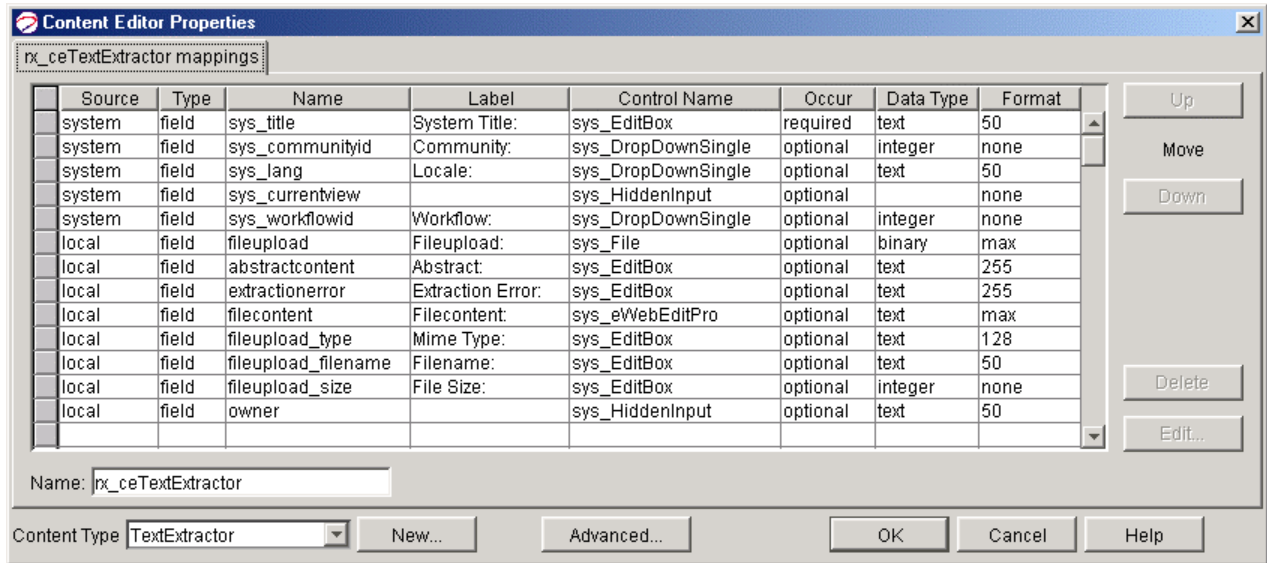 Content Editor Properties
rx_ceTextExtractor mappings
Source Type Name Label Control Name Occur Data Type Format
system field sys_title System Title: sys_EditBox required text 50
system field sys_communityid Community: sys_DropDownSingle optional integer none
system field sys_lang Locale: sys_DropDownSingle optional text 50
system field sys_currentview sys_HiddenInput optional none
system field sys_workflowid Workflow: sys_DropDownSingle optional integer none
local field fileupload Fileupload: sys_File optional binary max
local field abstractcontent Abstract: sys_EditBox optional text 255
local field extractionerror Extraction Error: sys_EditBox optional text 255
local field filecontent Filecontent: sys_eWebEditPro optional text max
local field fileupload_type Mime Type: sys_EditBox optional text 128
local field fileupload_filename Filename: sys_EditBox optional text 50
local field fileupload_size File Size: sys_EditBox optional integer none
local field owner sys_HiddenInput optional text 50
Up
Move
Down
Delete
Edit...
Name: rx_ceTextExtractor
Content Type TextExtractor New... Advanced... OK Cancel Help